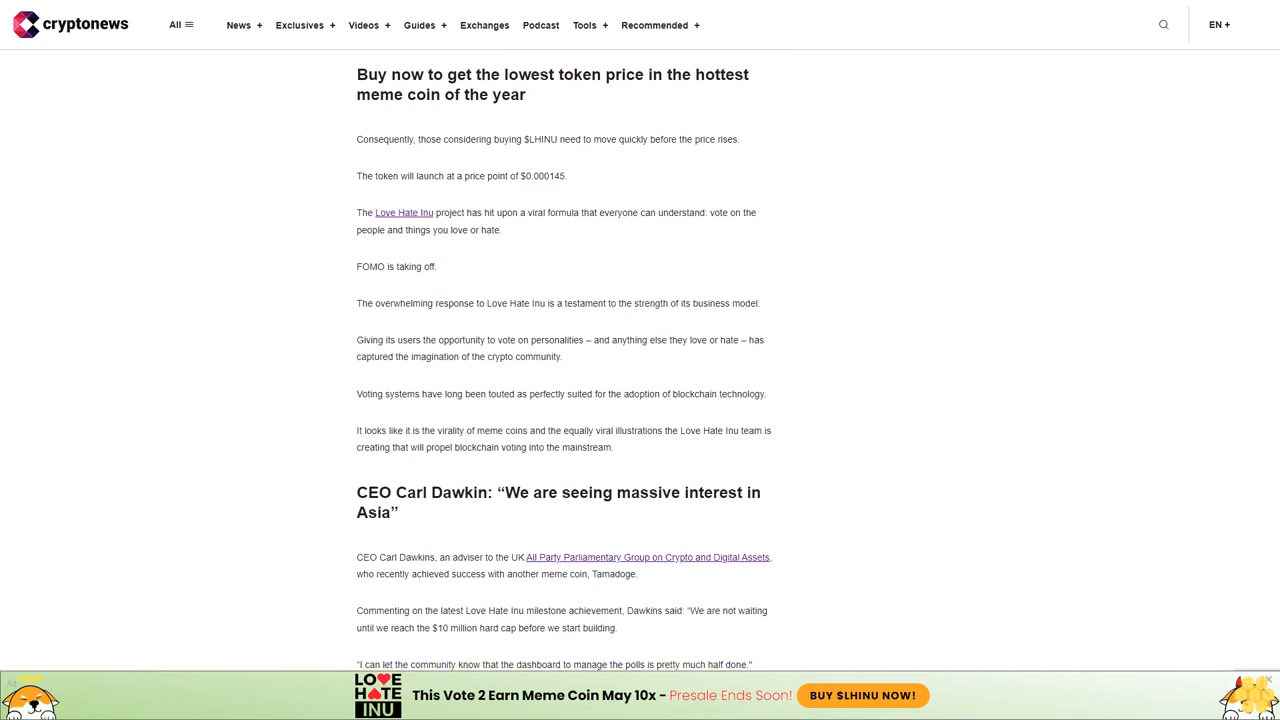 cryptonews
All
News +
Exclusives +
Videos +
Guides +
Exchanges
Podcast
Tools +
Recommended +
EN +
Buy now to get the lowest token price in the hottest
meme coin of the year
Consequently, those considering buying $LHINU need to move quickly before the price rises.
The token will launch at a price point of $0.000145.
The Love Hate Inu project has hit upon a viral formula that everyone can understand: vote on the
people and things you love or hate.
FOMO is taking off.
The overwhelming response to Love Hate Inu is a testament to the strength of its business model.
Giving its users the opportunity to vote on personalities – and anything else they love or hate – has
captured the imagination of the crypto community.
Voting systems have long been touted as perfectly suited for the adoption of blockchain technology.
It looks like it is the virality of meme coins and the equally viral illustrations the Love Hate Inu team is
creating that will propel blockchain voting into the mainstream.
CEO Carl Dawkin: “We are seeing massive interest in
Asia”
CEO Carl Dawkins, an adviser to the UK All Party Parliamentary Group on Crypto and Digital Assets,
who recently achieved success with another meme coin, Tamadoge.
Commenting on the latest Love Hate Inu milestone achievement, Dawkins said: “We are not waiting
until we reach the $10 million hard cap before we start building.
“I can let the community know that the dashboard to manage the polls is pretty much half done."
Ad
LOVE
HATE
INU
This Vote 2 Earn Meme Coin May 10x - Presale Ends Soon!
BUY $LHINU NOW!